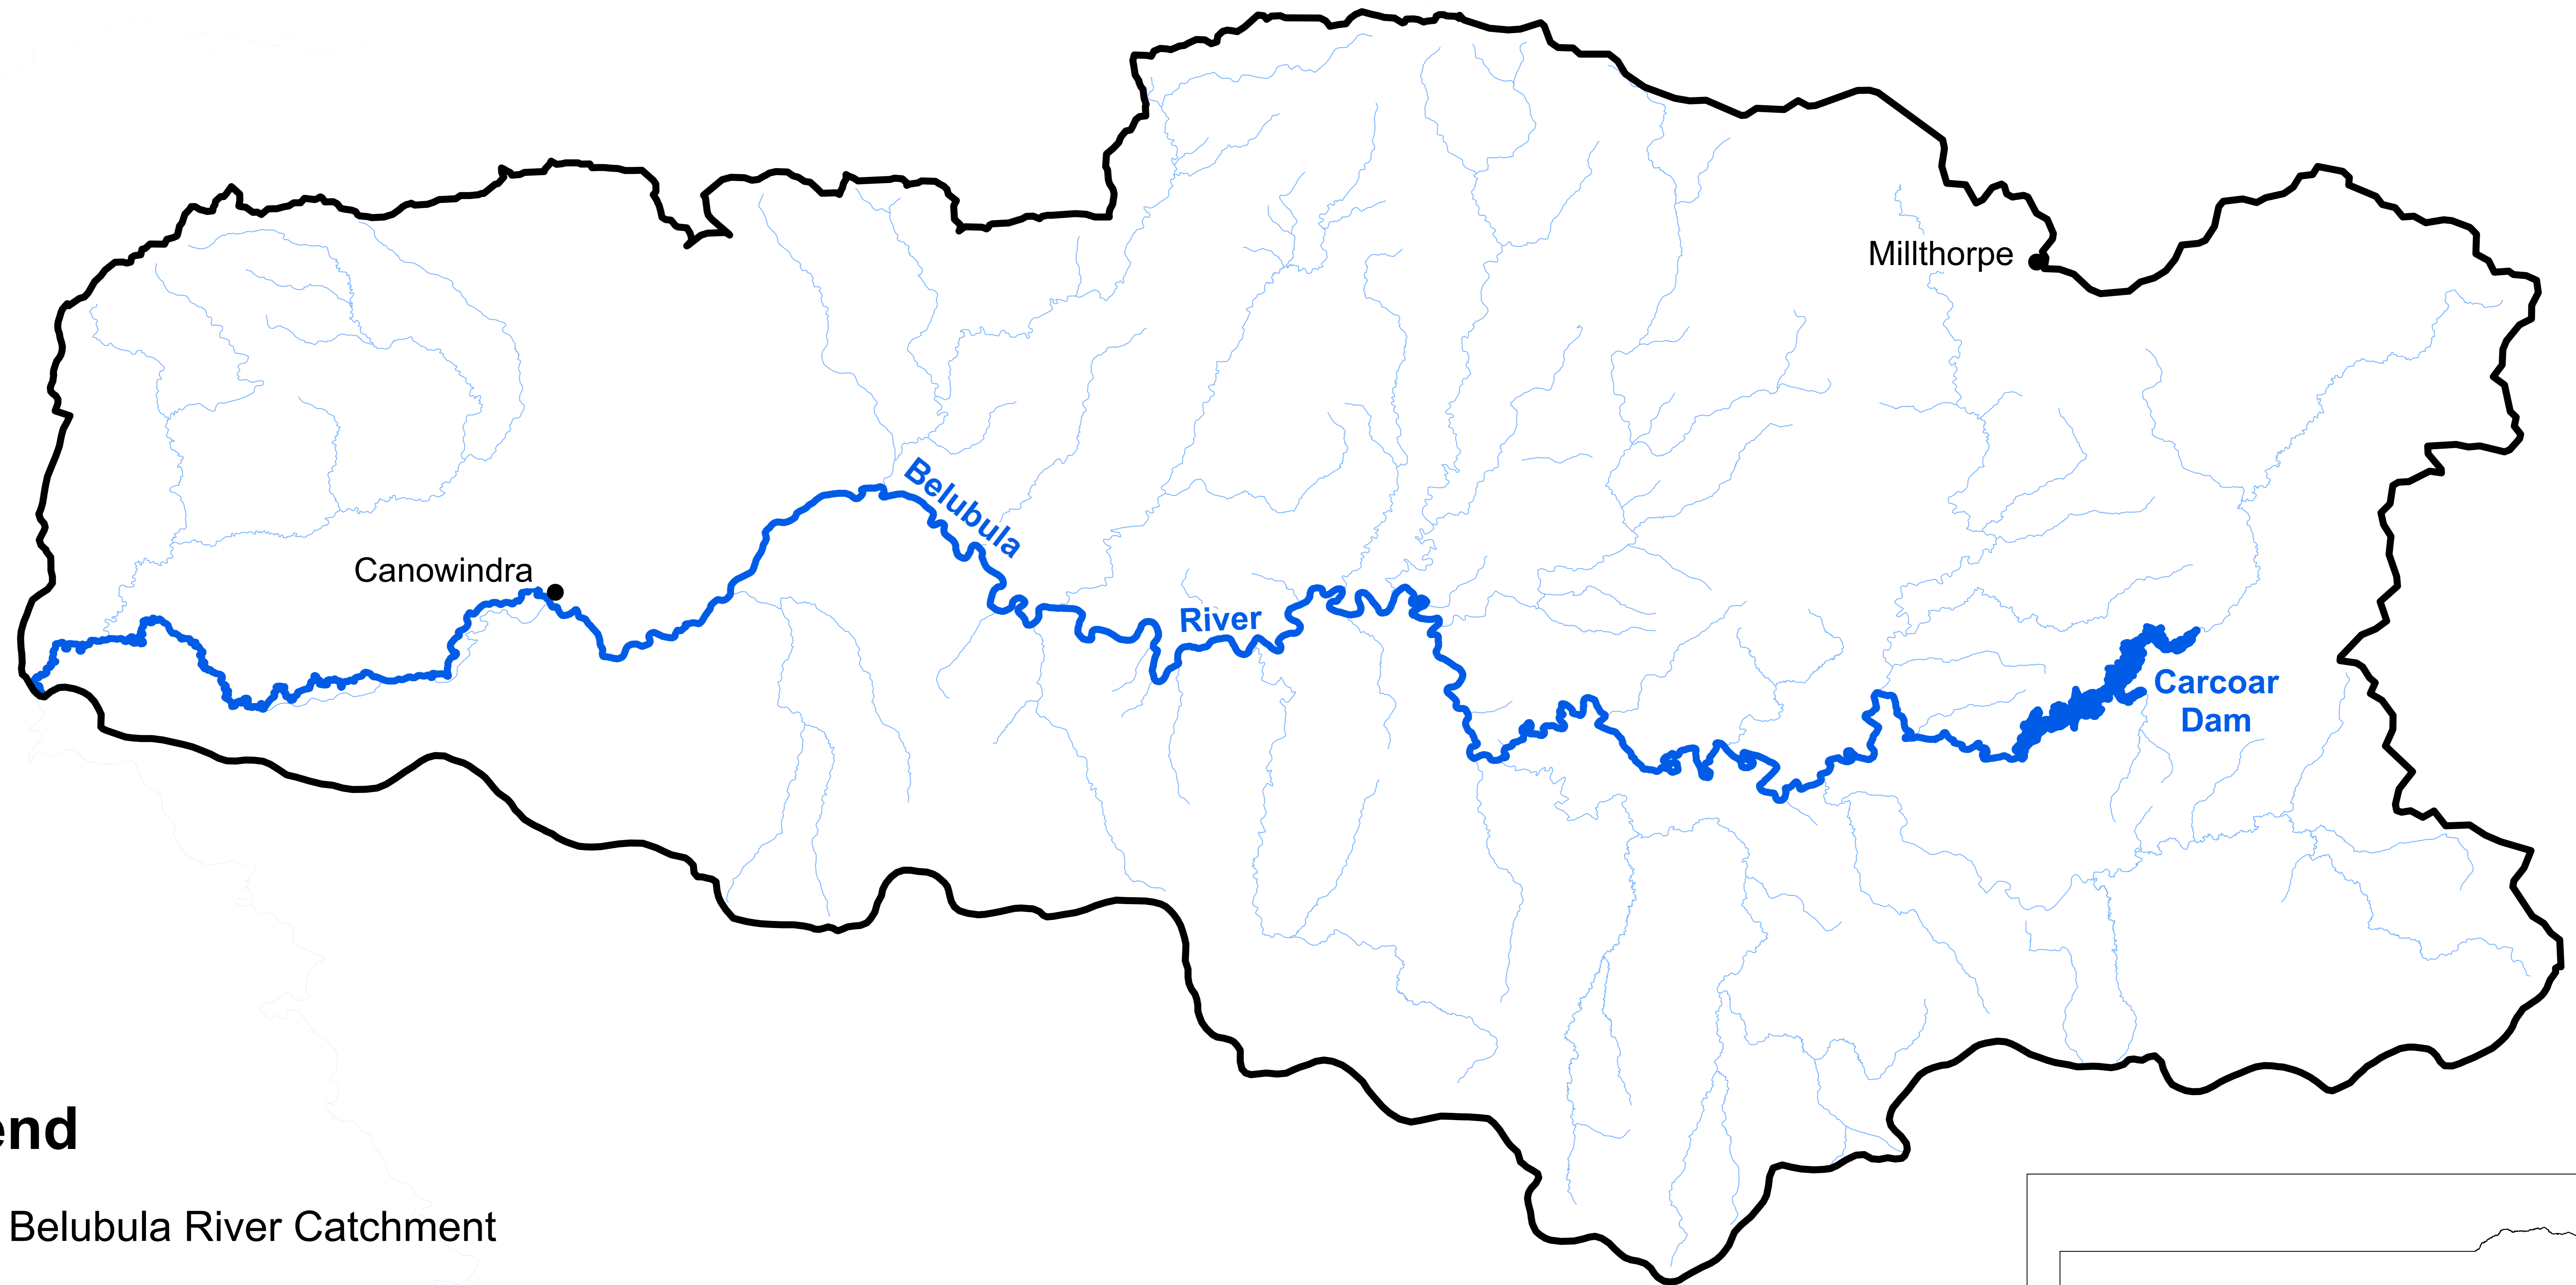 Millthorpe
Belubula
Canowindra
River
Carcoar
Dam
end
Belubula River Catchment